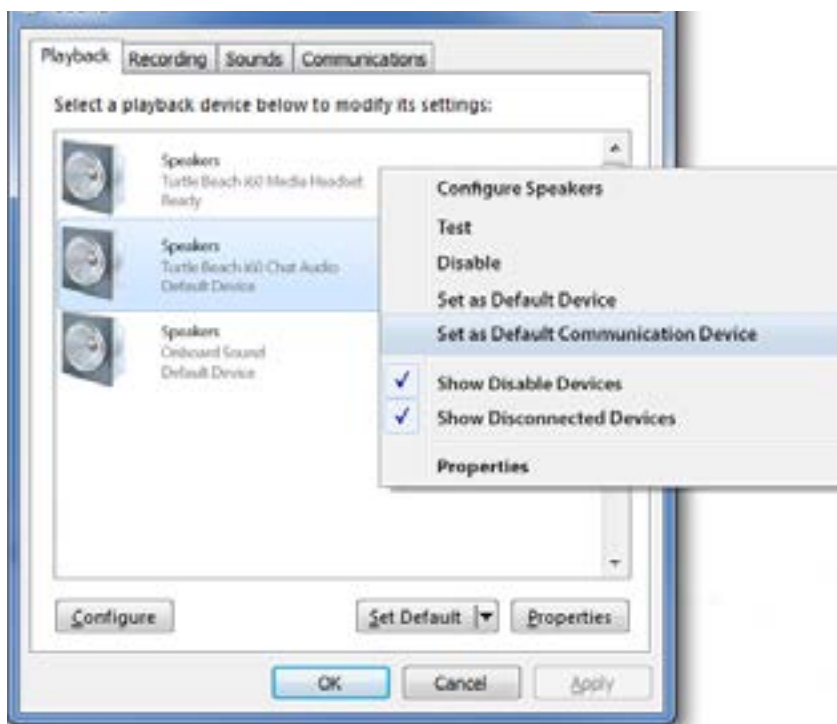 Playback Recording Sounds Communications
Select a playback device below to modify its settings:
Speakers
Turtle Beach i60 Media Headset
Ready
Speakers
Turtle Beach i60 Chat Audio
Default Device
Speakers
Onboard Sound
Default Device
Configure Speakers
Test
Disable
Set as Default Device
Set as Default Communication Device
Show Disable Devices
Show Disconnected Devices
Properties
Configure Set Default Properties
OK Cancel Apply